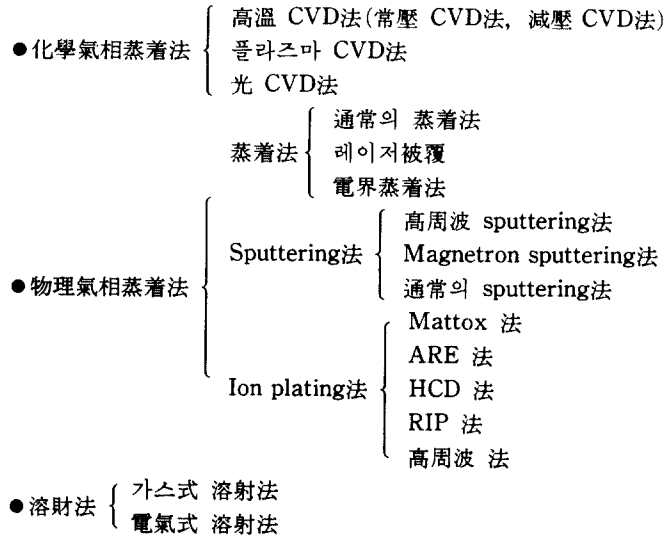 ●化學氣相蒸着法
高溫 CVD法(常壓 CVD法, 減壓 CVD法)
플라즈마 CVD法
光 CVD法
●物理氣相蒸着法
蒸着法
通常의 蒸着法
레이저被覆
電界蒸着法
Sputtering法
高周波 sputtering法
Magnetron sputtering法
通常의 sputtering法
Ion plating法
Mattox 法
ARE 法
HCD 法
RIP 法
高周波 法
●溶財法
가스式 溶射法
電氣式 溶射法